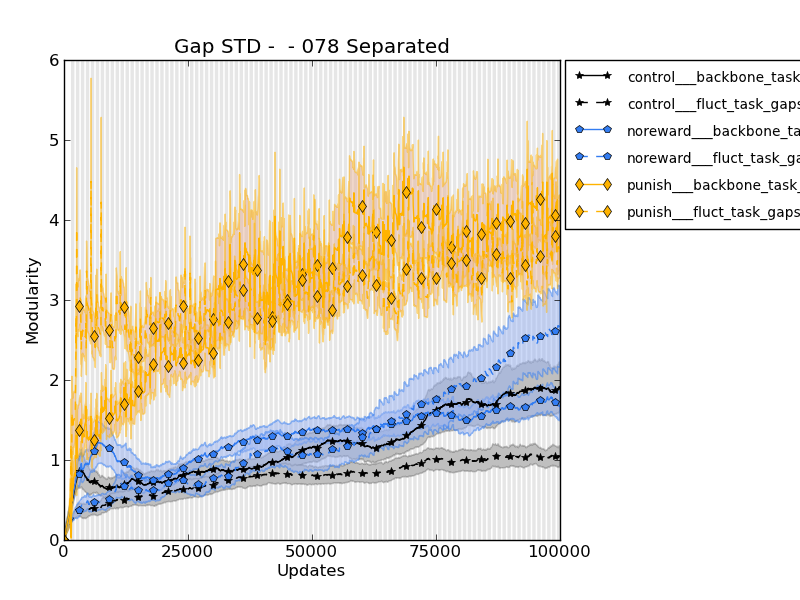 Gap STD -  - 078 Separated
6
5
4
3
2
1
0
Modularity
0 25000 50000 75000 100000
Updates
control___backbone_task
control___fluct_task_gaps
noreward___backbone_ta
noreward___fluct_task_ga
punish___backbone_task_
punish___fluct_task_gaps